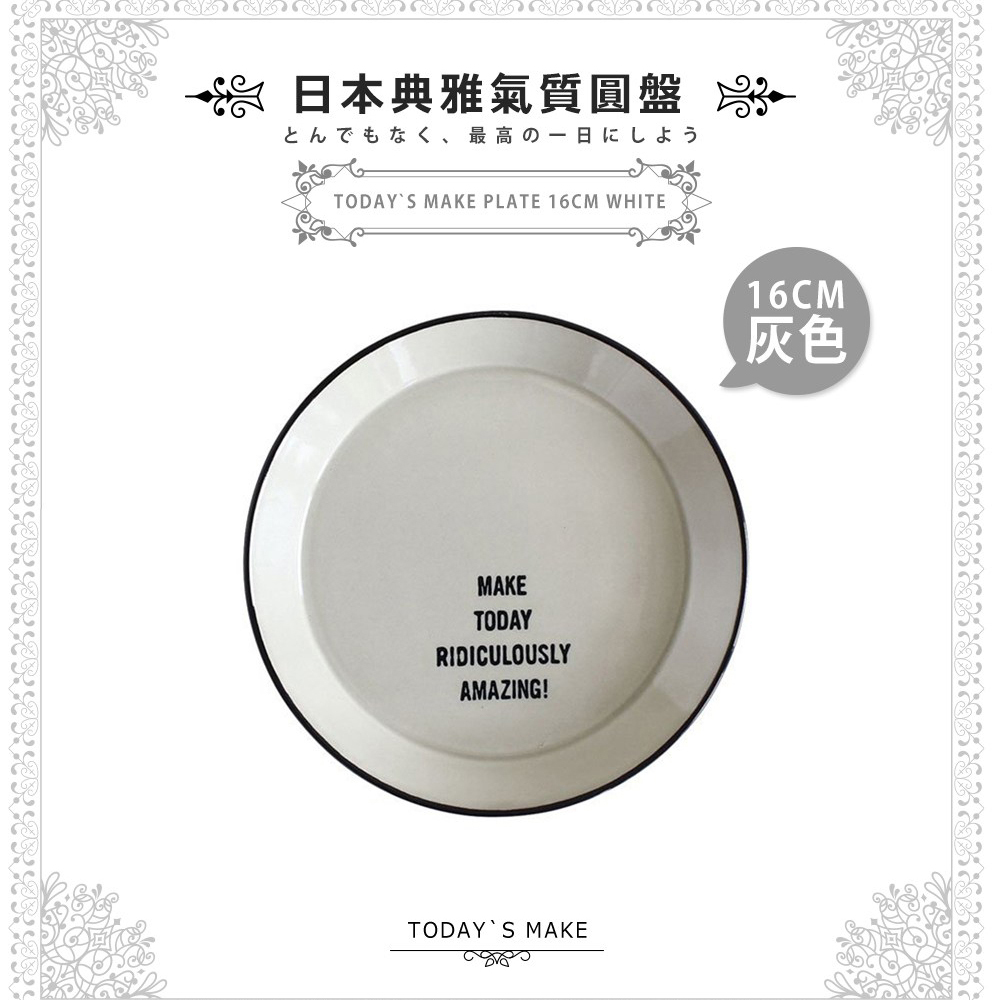 日本典雅氣質圓盤
とんでもなく、最高の一日にしよう
TODAY`S MAKE PLATE 16CM WHITE
16CM
灰色
MAKE
TODAY
RIDICULOUSLY
AMAZING!
TODAY`S MAKE